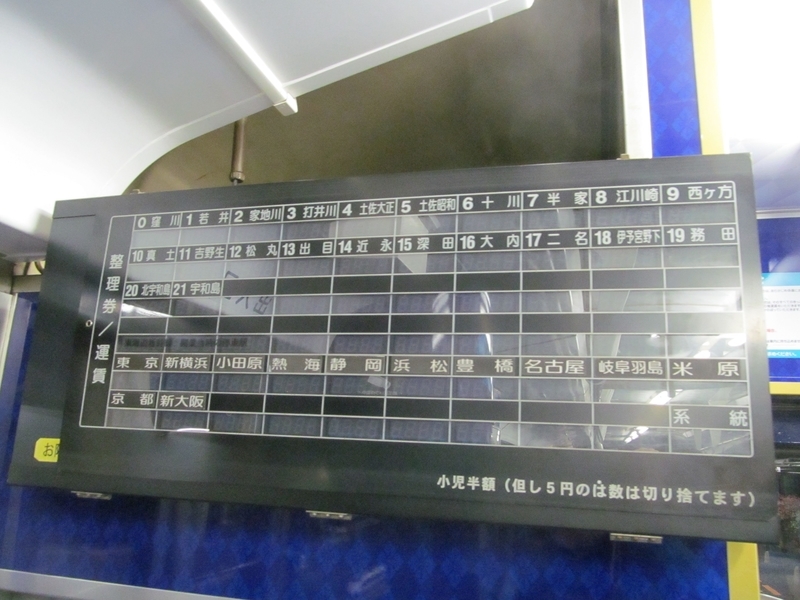 整理券/運賃
0 窪川 1 若井 2 家地川 3 打井川 4 土佐大正 5 土佐昭和 6 十川 7 半家 8 江川崎 9 西ヶ方
10 真土 11 吉野生 12 松丸 13 出目 14 近永 15 深田 16 大内 17 二名 18 伊予宮野下 19 務田
20 北宇和島 21 宇和島
東京 新横浜 小田原 熱海 静岡 浜松 豊橋 名古屋 岐阜羽島 米原
京都 新大阪 系統
小児半額(但し5円のは数は切り捨てます)
お